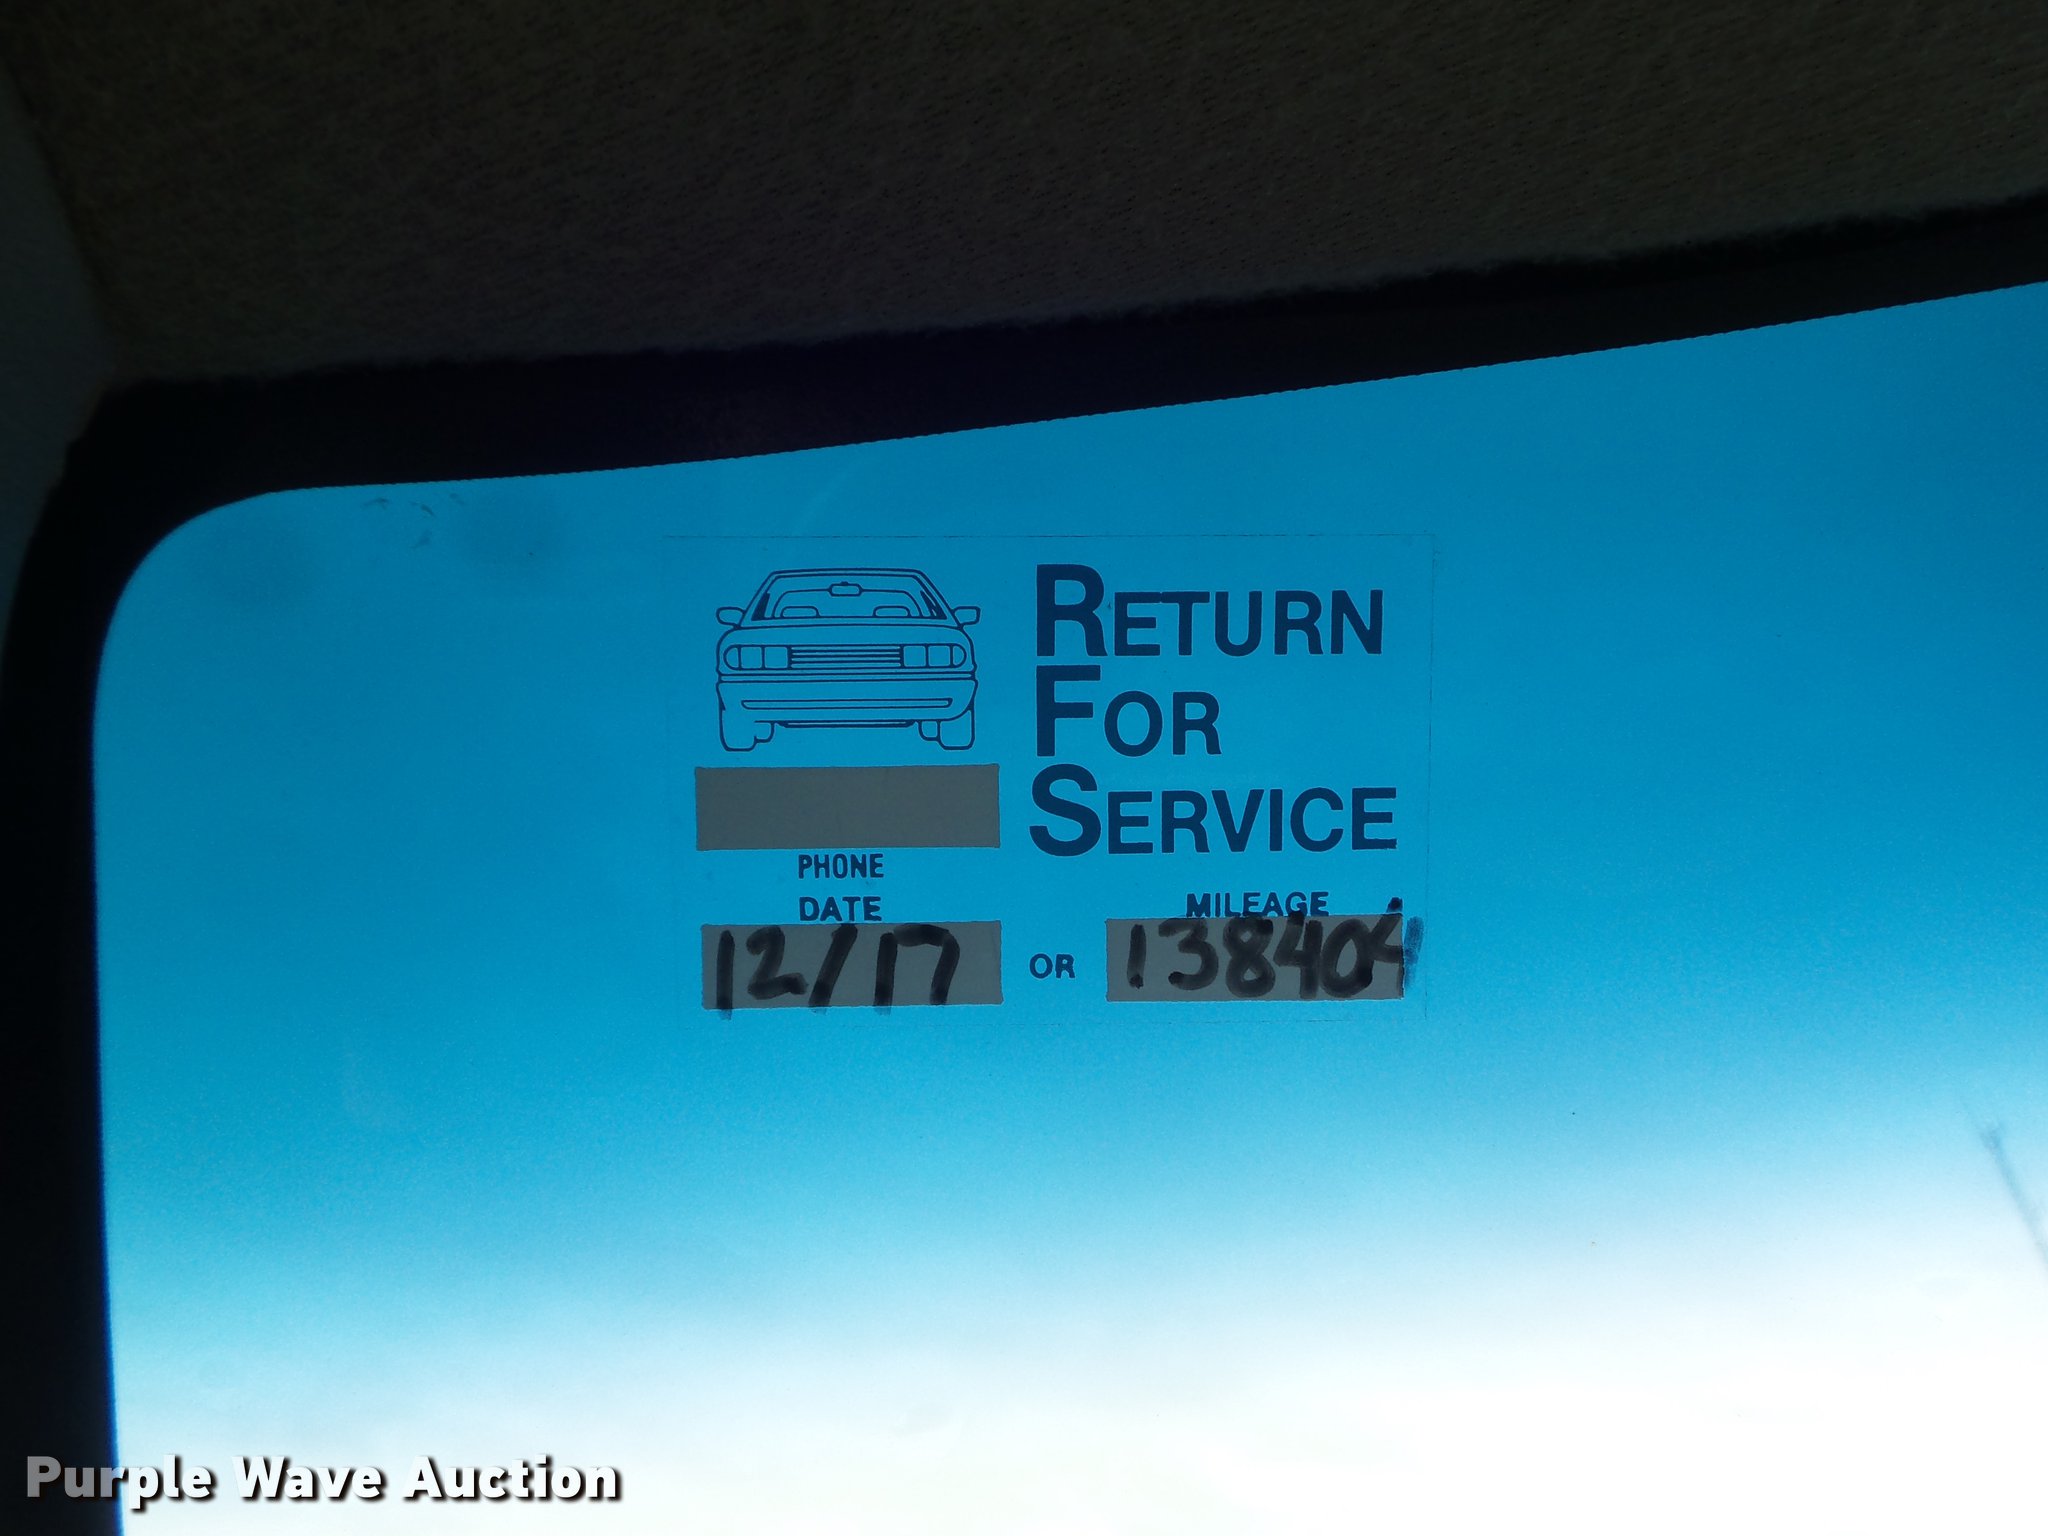 RETURN
FOR
SERVICE
PHONE
DATE
MILEAGE
12/17
OR
138404
Purple Wave Auction